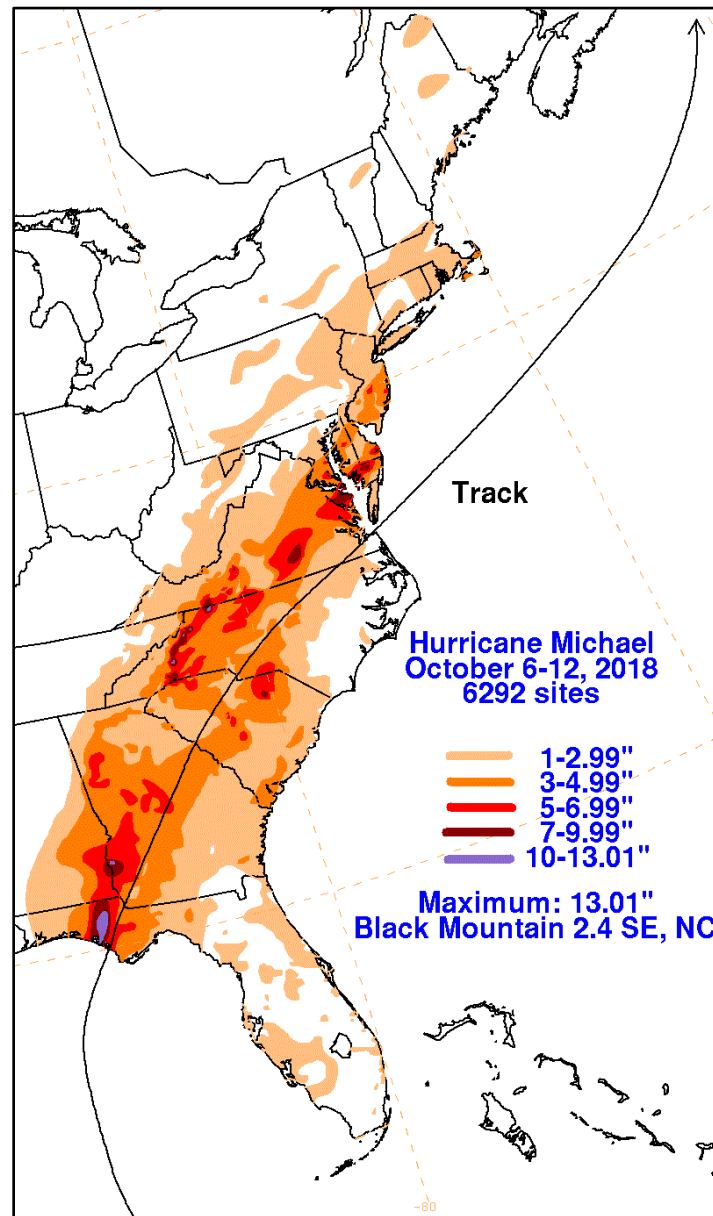 Track
Hurricane Michael
October 6-12, 2018
6292 sites
1-2.99"
3-4.99"
5-6.99"
7-9.99"
10-13.01"
Maximum: 13.01"
Black Mountain 2.4 SE, NC
-80